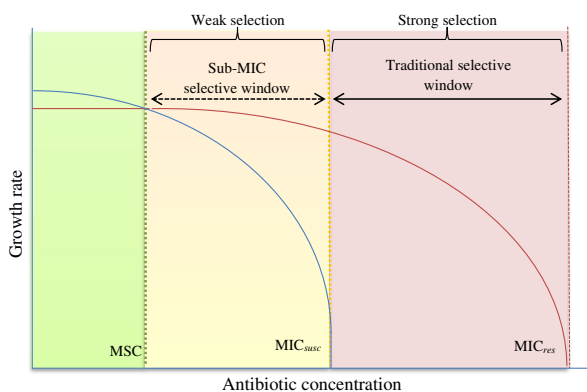 Weak selection
Strong selection
Sub-MIC
selective window
Traditional selective
window
Growth rate
MSC
MICsusc
MICres
Antibiotic concentration